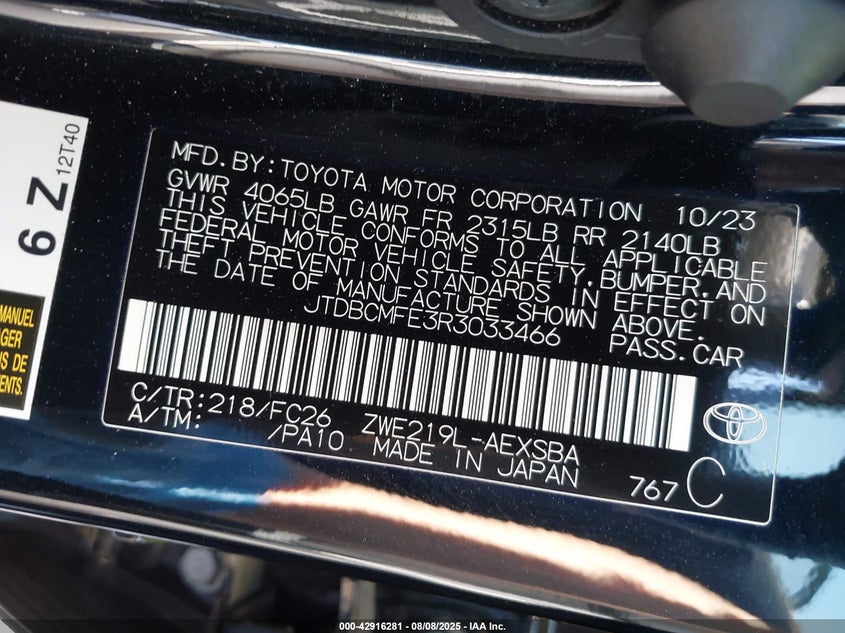 6 Z 12T40
MANUEL
GER
US DE
ENTS.
MFD.BY:TOYOTA MOTOR CORPORATION 10/23
GVWR 4065LB GAWR FR 2315LB RR 2140LB
THIS VEHICLE CONFORMS TO ALL APPLICABLE
FEDERAL MOTOR VEHICLE SAFETY,BUMPER,AND
THEFT PREVENTION STANDARDS IN EFFECT ON
THE DATE OF MANUFACTURE SHOWN ABOVE.
JTDBCMFE3R3033466 PASS.CAR
C/TR:218/FC26 ZWE219L-AEXSBA
A/TM: /PA10 MADE IN JAPAN 767 C
000-42916281 - 08/08/2025 - IAA Inc.